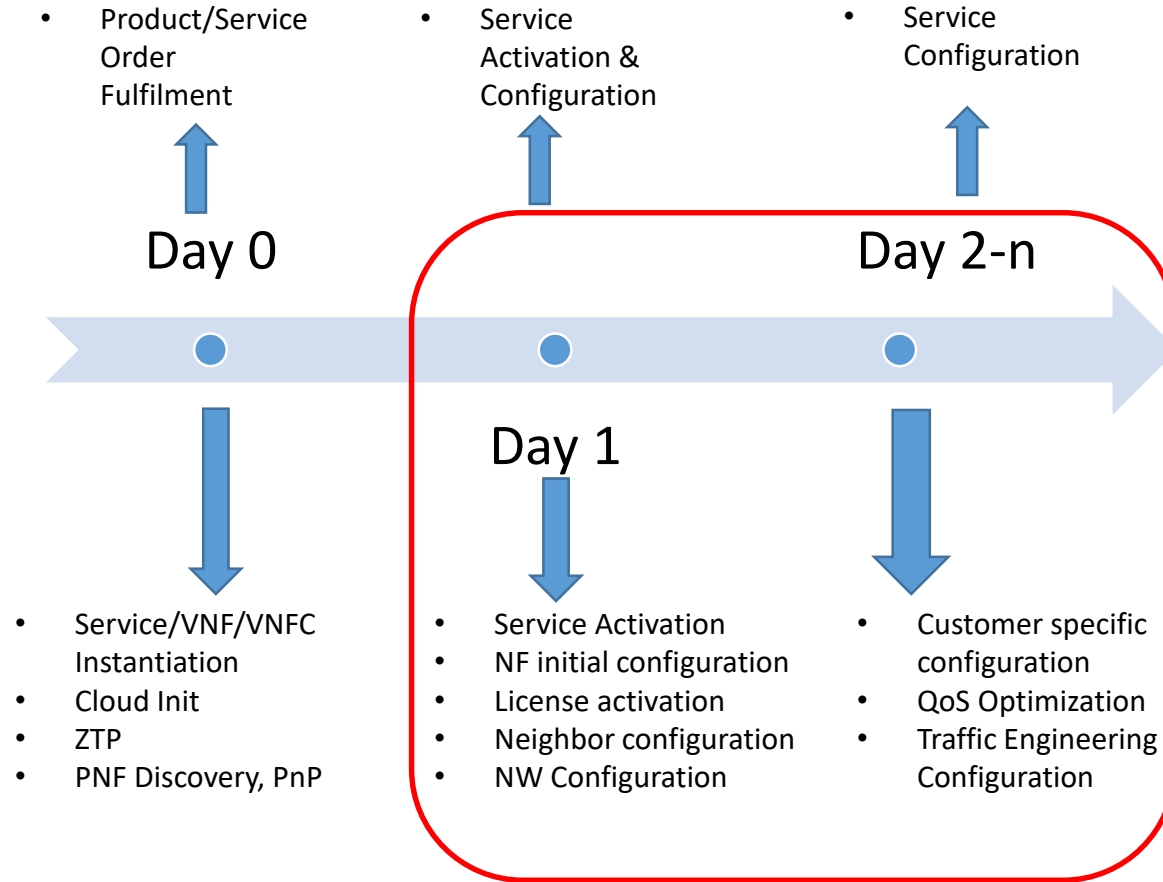 • Product/Service
Order
Fulfilment
• Service
Activation &
Configuration
• Service
Configuration
Day 0
Day 2-n
Day 1
• Service/VNF/VNFC
Instantiation
• Cloud Init
• ZTP
• PNF Discovery, PnP
• Service Activation
• NF initial configuration
• License activation
• Neighbor configuration
• NW Configuration
• Customer specific
configuration
• QoS Optimization
• Traffic Engineering
Configuration